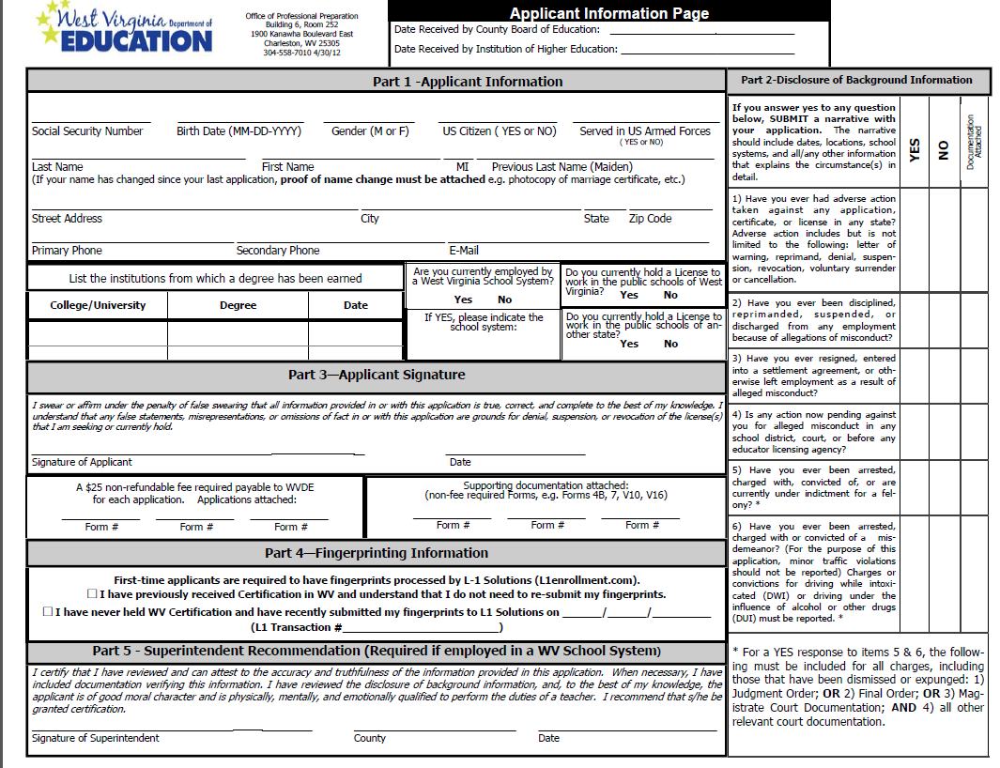 West Virginia Department of
EDUCATION
Office of Professional Preparation
Building 6, Room 252
1900 Kanawha Boulevard East
Charleston, WV 25305
304-558-7010 4/30/12
Applicant Information Page
Date Received by County Board of Education:
Date Received by Institution of Higher Education:
Part 1 -Applicant Information
Social Security Number Birth Date (MM-DD-YYYY) Gender (M or F) US Citizen ( YES or NO) Served in US Armed Forces
( YES or NO)
Last Name First Name MI Previous Last Name (Maiden)
(If your name has changed since your last application, proof of name change must be attached e.g. photocopy of marriage certificate, etc.)
Street Address City State Zip Code
Primary Phone Secondary Phone E-Mail
List the institutions from which a degree has been earned
College/University Degree Date
Are you currently employed by
a West Virginia School System?
Yes No
If YES, please indicate the
school system:
Do you currently hold a License to
work in the public schools of West
Virginia? Yes No
Do you currently hold a License to
work in the public schools of an-
other state?
Yes No
Part 3—Applicant Signature
I swear or affirm under the penalty of false swearing that all information provided in or with this application is true, correct, and complete to the best of my knowledge. I
understand that any false statements, misrepresentations, or omissions of fact in or with this application are grounds for denial, suspension, or revocation of the license(s)
that I am seeking or currently hold.
Signature of Applicant Date
A $25 non-refundable fee required payable to WVDE
for each application. Applications attached:
Form # Form # Form #
Supporting documentation attached:
(non-fee required Forms, e.g. Forms 4B, 7, V10, V16)
Form # Form # Form #
Part 4—Fingerprinting Information
First-time applicants are required to have fingerprints processed by L-1 Solutions (L1enrollment.com).
I have previously received Certification in WV and understand that I do not need to re-submit my fingerprints.
I have never held WV Certification and have recently submitted my fingerprints to L1 Solutions on ______/______/_________
(L1 Transaction #________________________)
Part 5 - Superintendent Recommendation (Required if employed in a WV School System)
I certify that I have reviewed and can attest to the accuracy and truthfulness of the information provided in this application. When necessary, I have
included documentation verifying this information. I have reviewed the disclosure of background information, and, to the best of my knowledge, the
applicant is of good moral character and is physically, mentally, and emotionally qualified to perform the duties of a teacher. I recommend that s/he be
granted certification.
Signature of Superintendent County Date
Part 2-Disclosure of Background Information
If you answer yes to any question
below, SUBMIT a narrative with
your application. The narrative
should include dates, locations, school
systems, and all/any other information
that explains the circumstance(s) in
detail.
YES
NO
Documentation
Attached
1) Have you ever had adverse action
taken against any application,
certificate, or license in any state?
Adverse action includes but is not
limited to the following: letter of
warning, reprimand, denial, suspen-
sion, revocation, voluntary surrender
or cancellation.
2) Have you ever been disciplined,
reprimanded, suspended, or
discharged from any employment
because of allegations of misconduct?
3) Have you ever resigned, entered
into a settlement agreement, or oth-
erwise left employment as a result of
alleged misconduct?
4) Is any action now pending against
you for alleged misconduct in any
school district, court, or before any
educator licensing agency?
5) Have you ever been arrested,
charged with, convicted of, or are
currently under indictment for a fel-
ony? *
6) Have you ever been arrested,
charged with or convicted of a mis-
demeanor? (For the purpose of this
application, minor traffic violations
should not be reported) Charges or
convictions for driving while intoxi-
cated (DWI) or driving under the
influence of alcohol or other drugs
(DUI) must be reported. *
* For a YES response to items 5 & 6, the follow-
ing must be included for all charges, including
those that have been dismissed or expunged: 1)
Judgment Order; OR 2) Final Order; OR 3) Mag-
istrate Court Documentation; AND 4) all other
relevant court documentation.